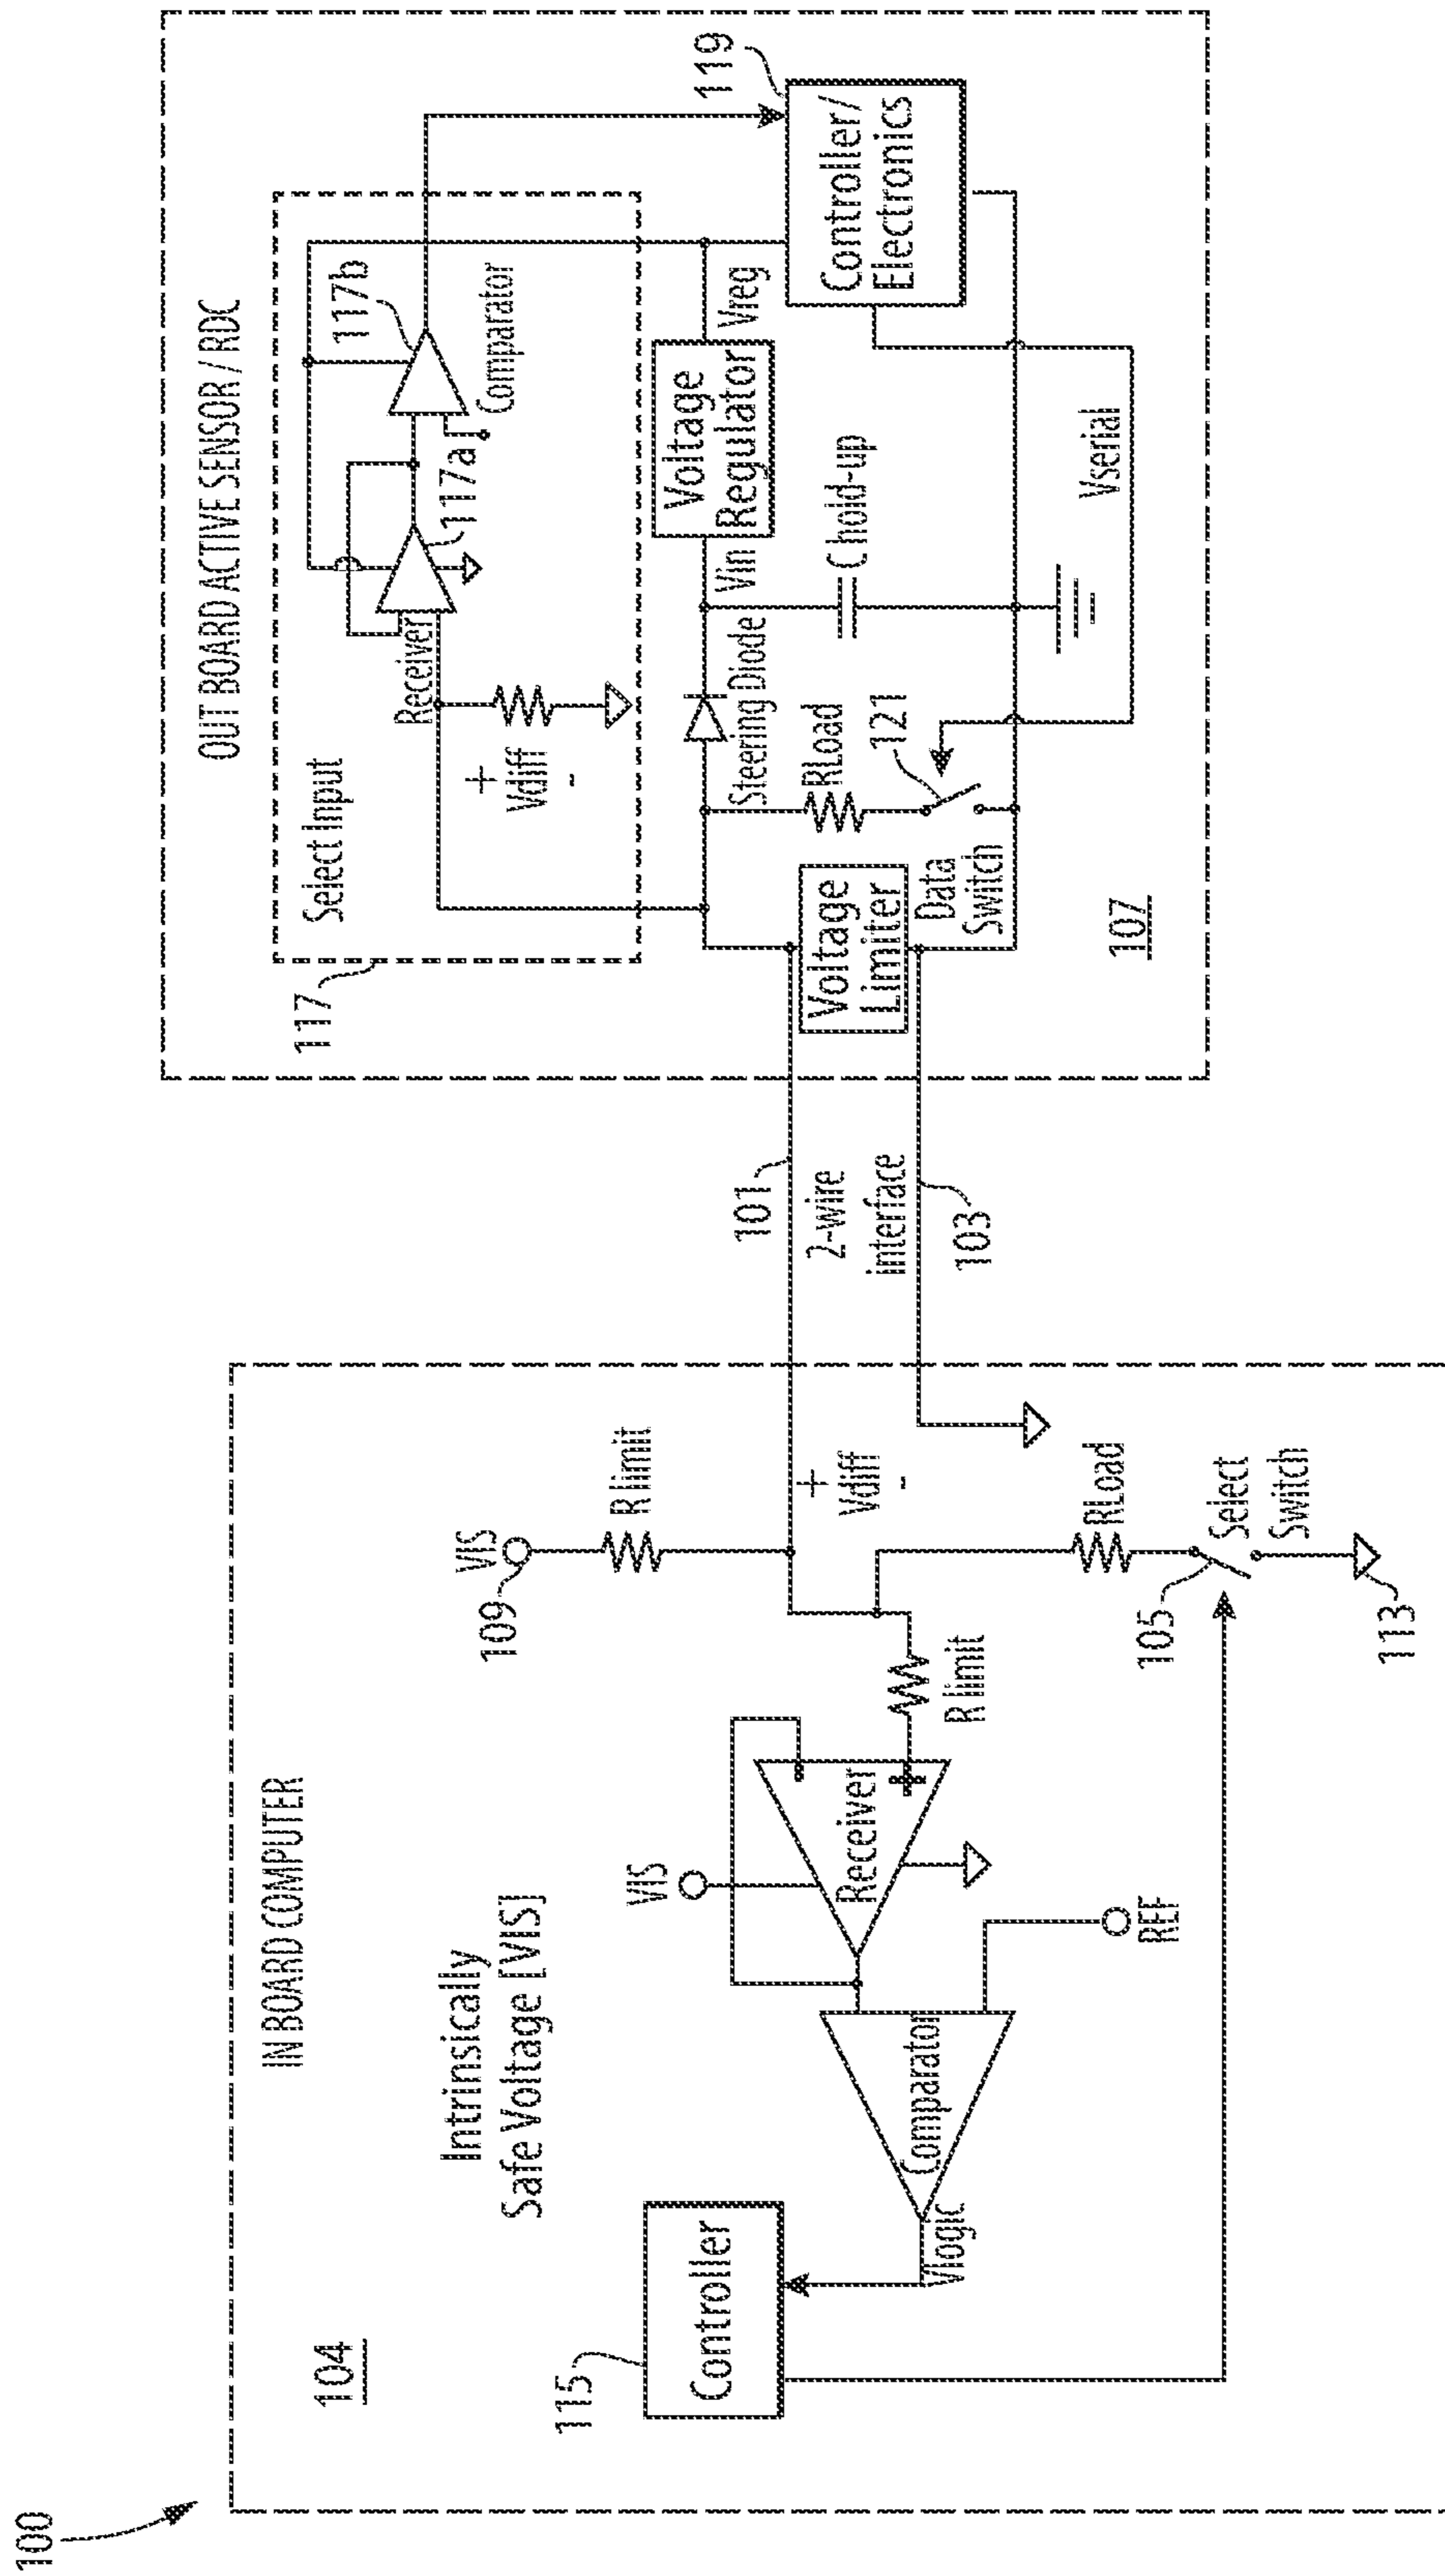 100
IN BOARD COMPUTER
104
Intrinsically
Safe Voltage [VIS]
115
Controller
Vlogic
Comparator
REF
VIS
Receiver
-
+
R limit
VIS
109
R limit
+
Vdiff
-
RLoad
105
Select
Switch
113
101
2-wire
interface
103
OUT BOARD ACTIVE SENSOR / RDC
117
Select Input
Receiver
+
Vdiff
-
117a
117b
Comparator
Voltage
Limiter
Steering Diode
RLoad
121
Data
Switch
Vin
Voltage
Regulator
Vreg
C hold-up
Vserial
119
Controller/
Electronics
107